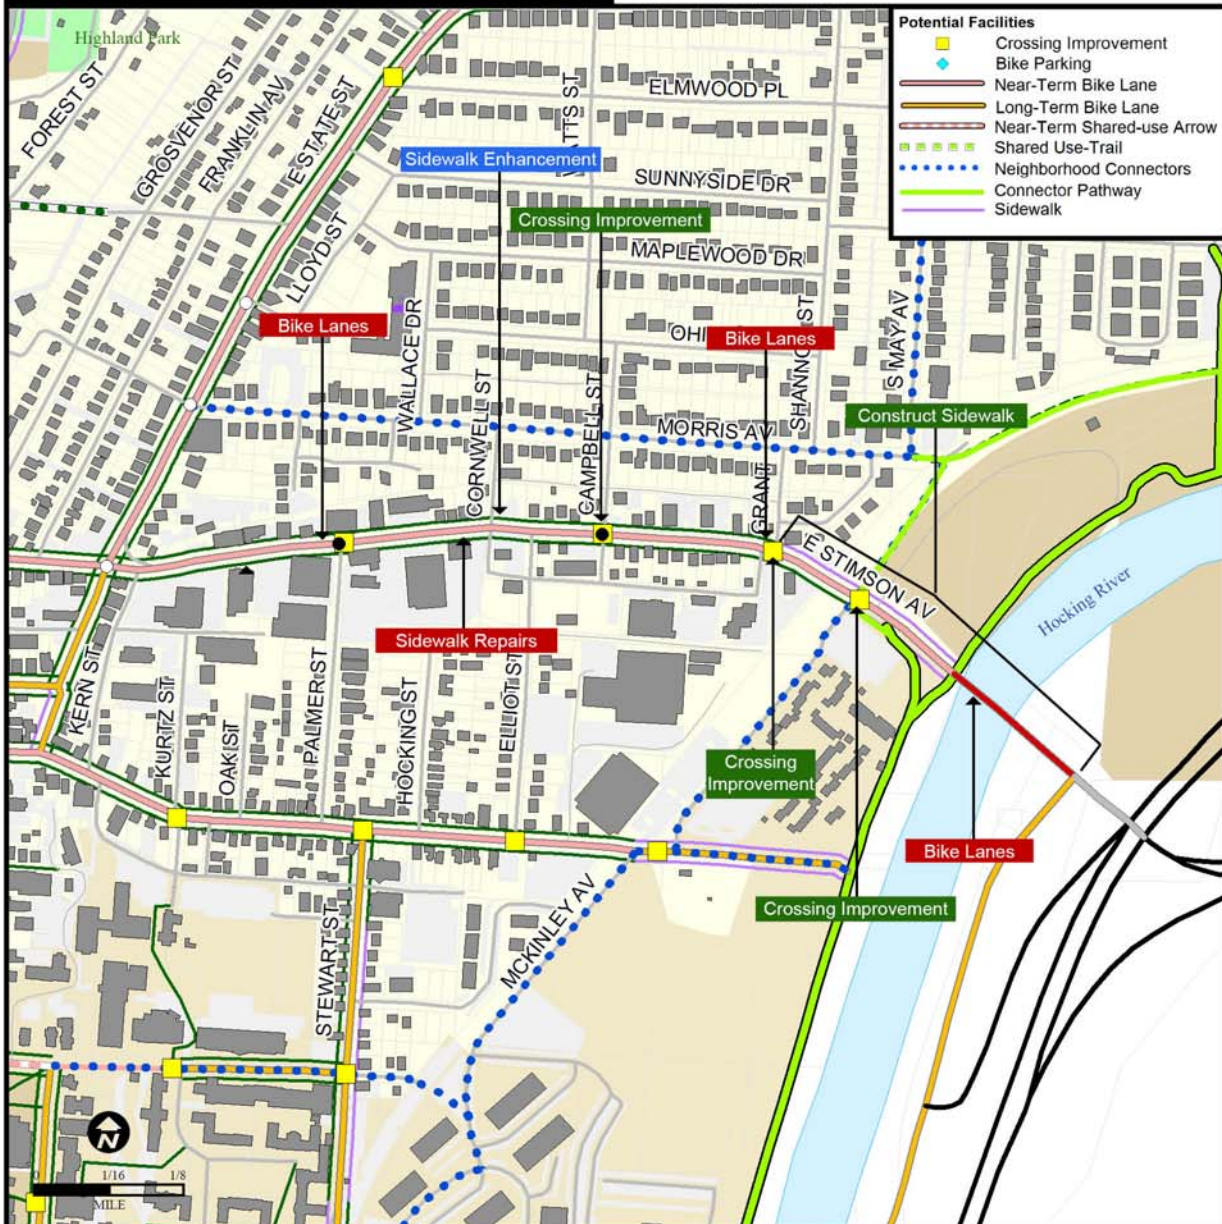 Highland Park
Potential Facilities
Crossing Improvement
Bike Parking
Near-Term Bike Lane
Long-Term Bike Lane
Near-Term Shared-use Arrow
Shared Use-Trail
Neighborhood Connectors
Connector Pathway
Sidewalk
FOREST ST
GROSVENOR ST
FRANKLIN AV
E STATE ST
LLOYD ST
ELMWOOD PL
SUNNYSIDE DR
MAPLEWOOD DR
Sidewalk Enhancement
Crossing Improvement
Bike Lanes
Bike Lanes
WALLACE DR
CORNWELL ST
CAMPBELL ST
MORRIS AV
GRANT
S MAY AV
Construct Sidewalk
E STIMSON AV
Hocking River
Sidewalk Repairs
KERN ST
KURTZ ST
OAK ST
PALMER ST
HOCKING ST
ELLIOT ST
Crossing
Improvement
Bike Lanes
Crossing Improvement
STEWART ST
MCKINLEY AV
N
0 1/16 1/8
MILE